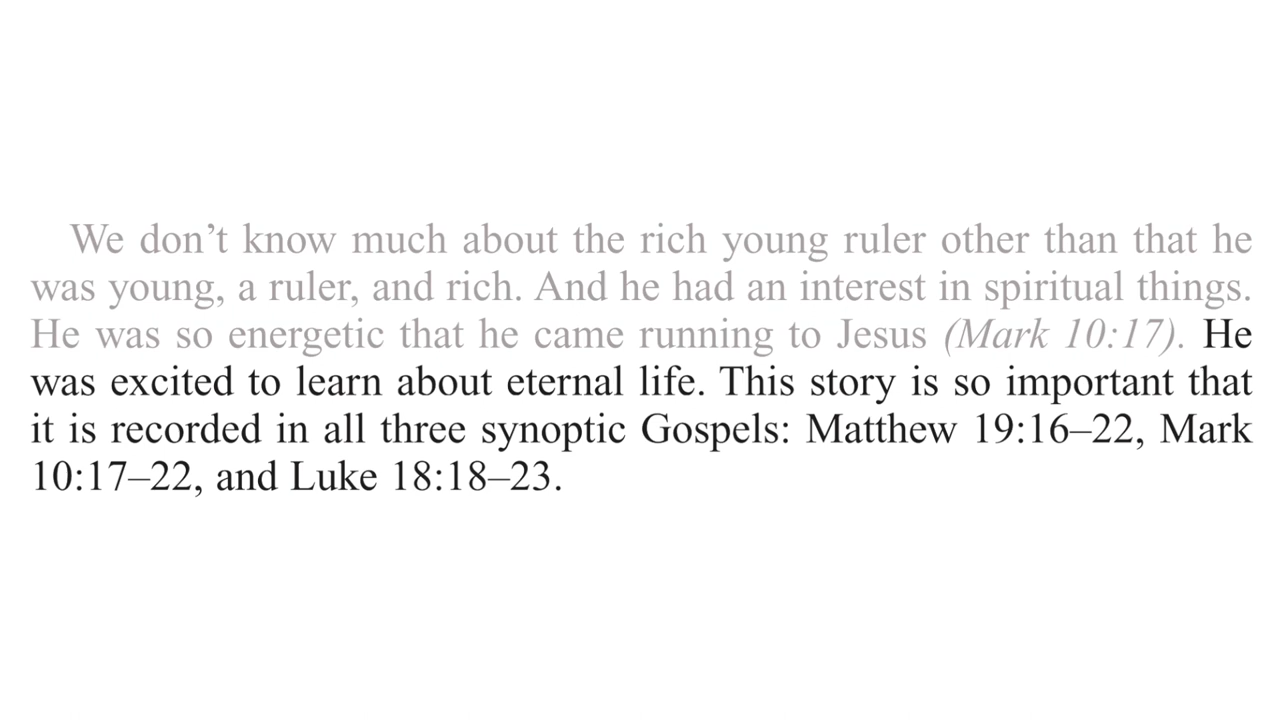 We don’t know much about the rich young ruler other than that he
was young, a ruler, and rich. And he had an interest in spiritual things.
He was so energetic that he came running to Jesus (Mark 10:17). He
was excited to learn about eternal life. This story is so important that
it is recorded in all three synoptic Gospels: Matthew 19:16–22, Mark
10:17–22, and Luke 18:18–23.